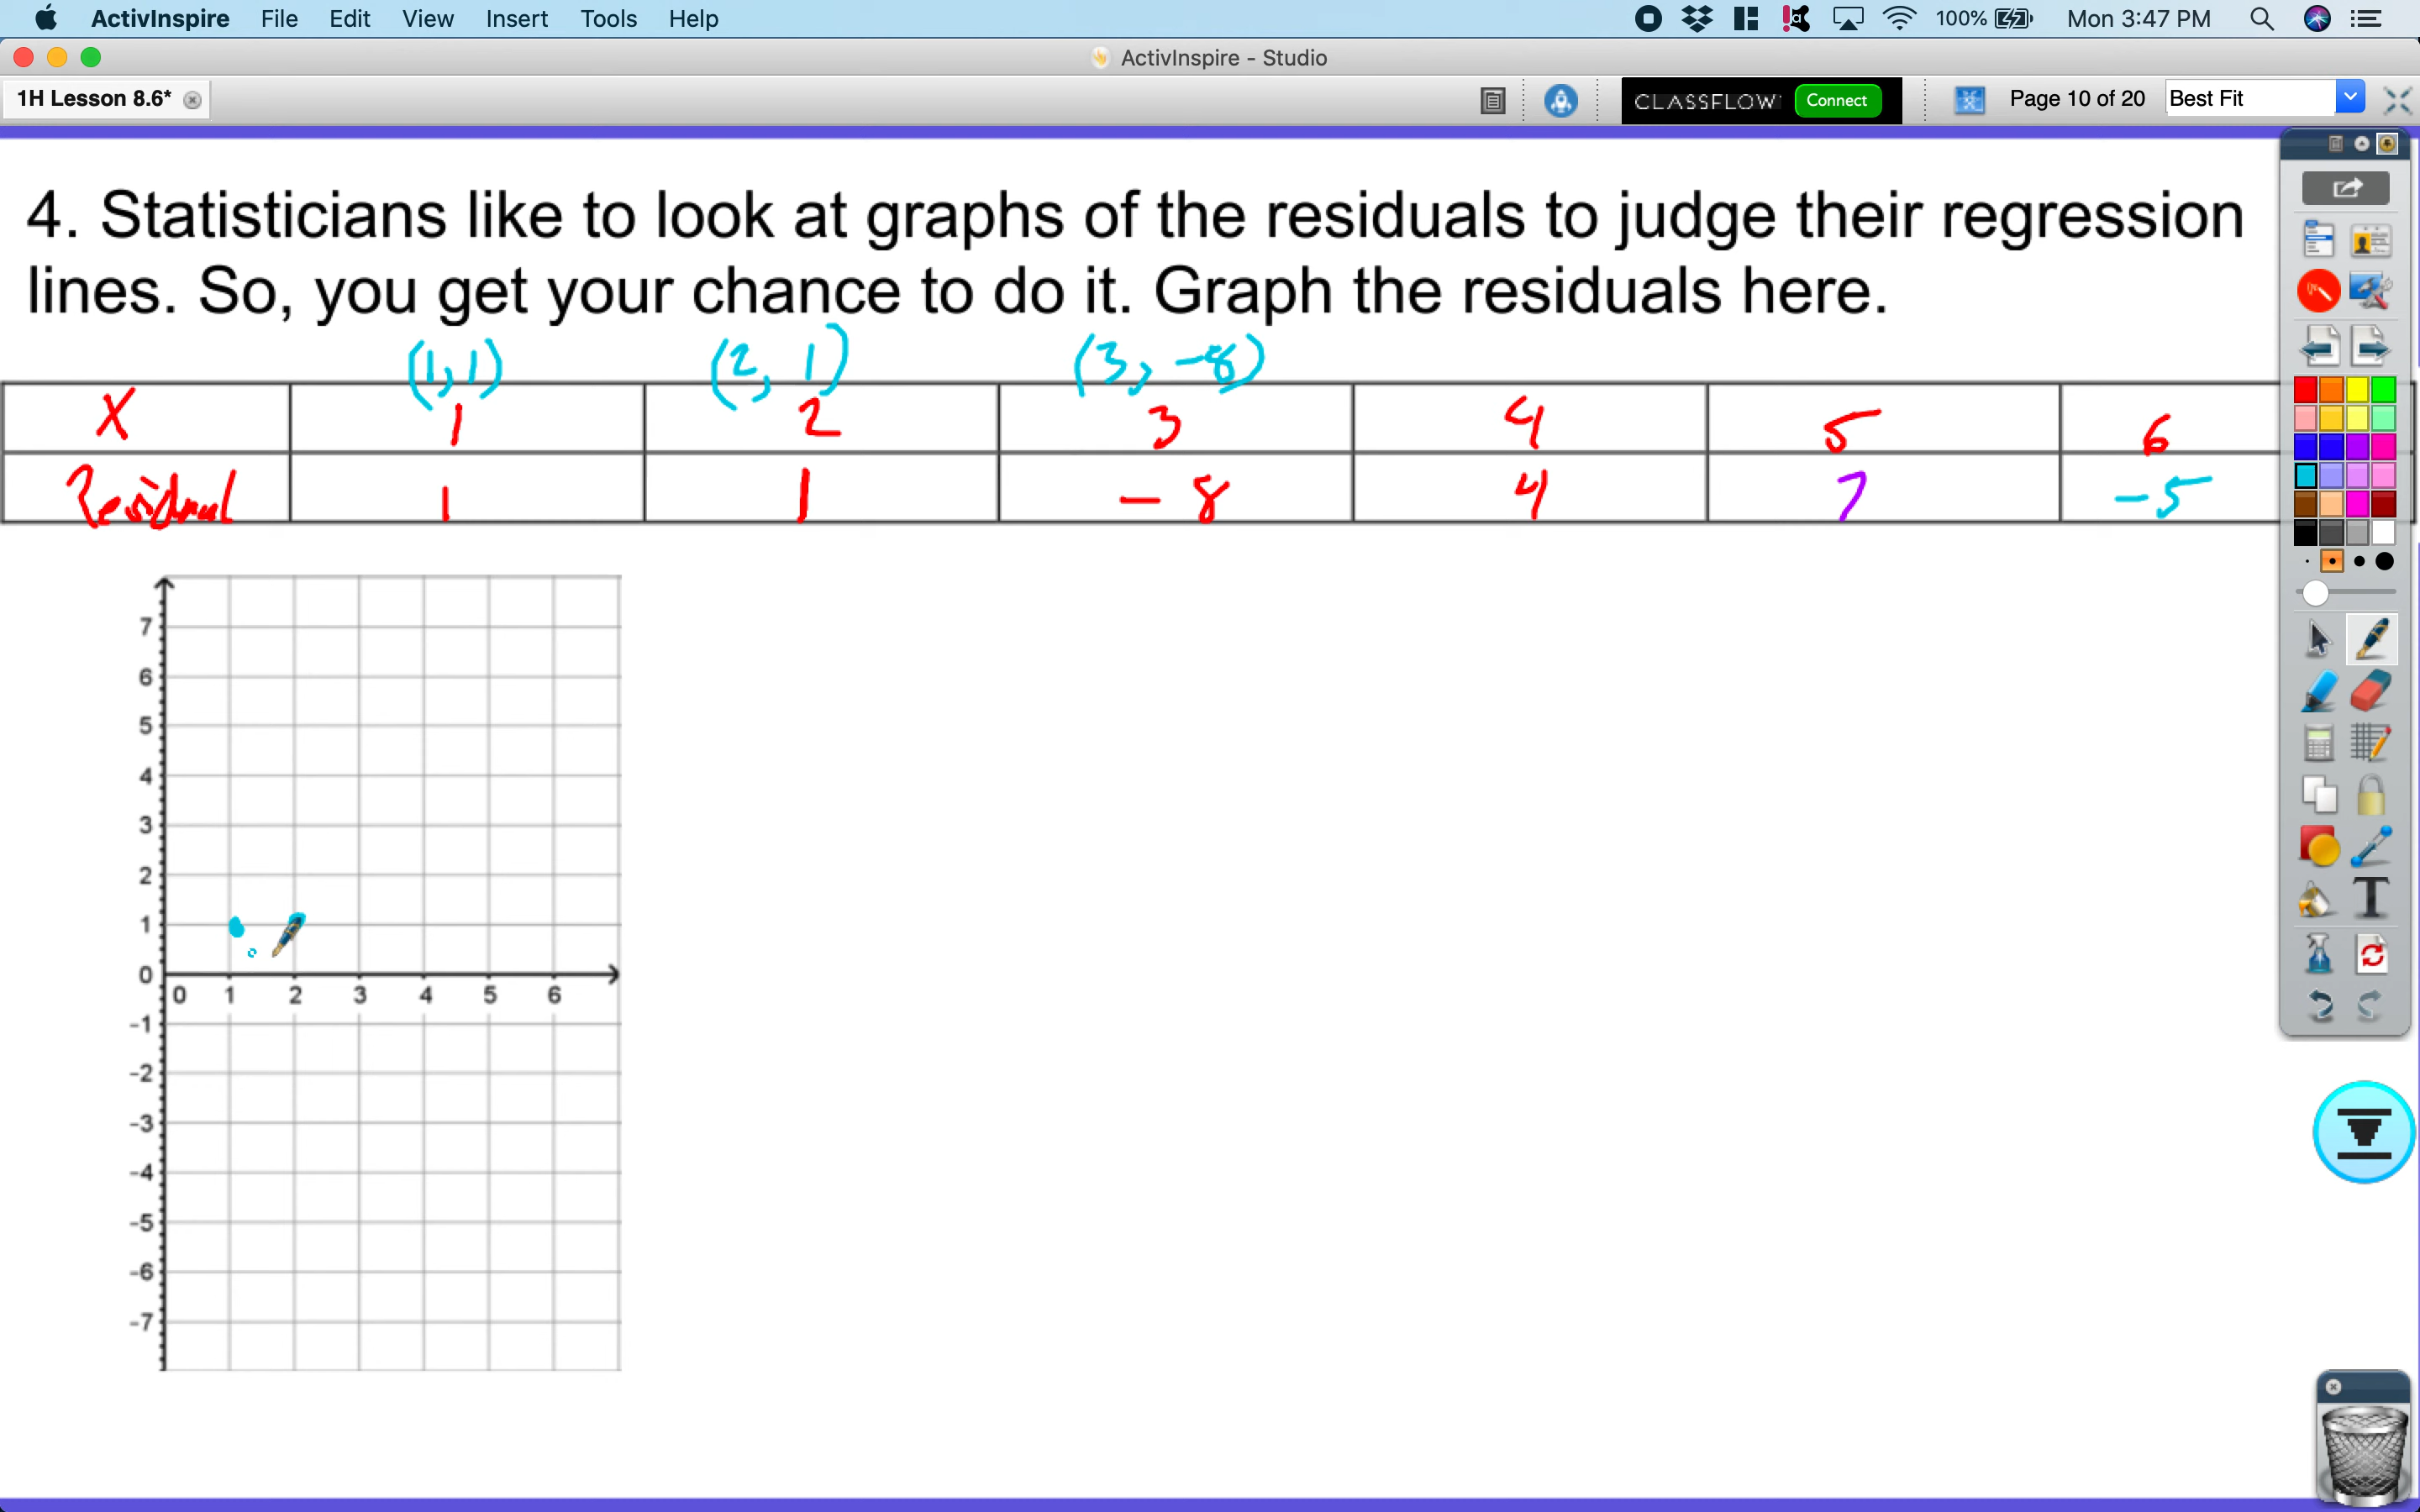 ActivInspire File Edit View Insert Tools Help 100% Mon 3:47 PM
ActivInspire - Studio
1H Lesson 8.6* CLASSFLOW Connect Page 10 of 20 Best Fit
4. Statisticians like to look at graphs of the residuals to judge their regression
lines. So, you get your chance to do it. Graph the residuals here.
(1,1) (2, 1) (3, -8)
X 1 2 3 4 5 6
Residual 1 1 -8 4 7 -5
7
6
5
4
3
2
1
0
0 1 2 3 4 5 6
-1
-2
-3
-4
-5
-6
-7